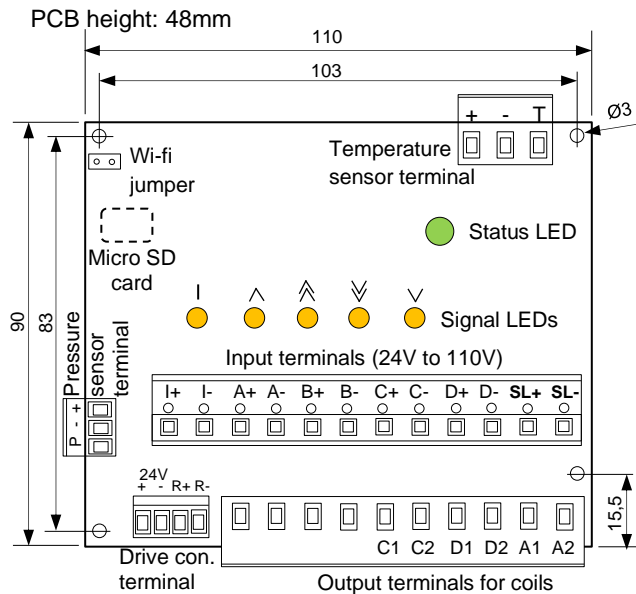 PCB height: 48mm
110
103
Ø3
+ - T
Wi-fi
jumper
Temperature
sensor terminal
Micro SD
card
Status LED
90
83
Signal LEDs
Pressure
sensor
terminal
P - +
Input terminals (24V to 110V)
I+ I- A+ A- B+ B- C+ C- D+ D- SL+ SL-
24V
+ - R+ R-
15,5
C1 C2 D1 D2 A1 A2
Drive con.
terminal
Output terminals for coils